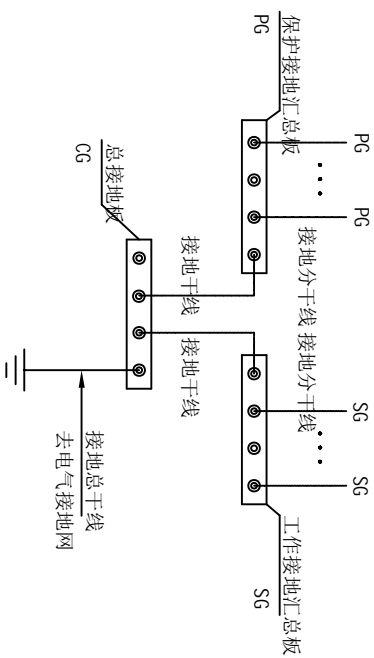 PG
PG
SG
SG
保护接地汇总板
PG
接地分干线
接地分干线
工作接地汇总板
SG
接地干线
接地干线
总接地板
CG
接地总干线
去电气接地网